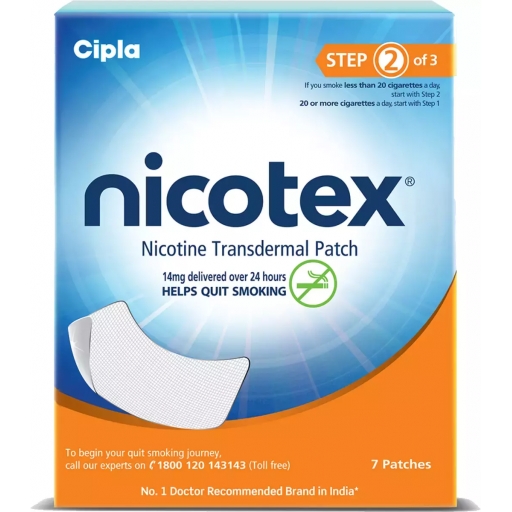 Cipla
STEP 2 of 3
If you smoke less than 20 cigarettes a day,
start with Step 2
20 or more cigarettes a day, start with Step 1
nicotex®
Nicotine Transdermal Patch
14mg delivered over 24 hours
HELPS QUIT SMOKING
To begin your quit smoking journey,
call our experts on 1800 120 143143 (Toll free)
7 Patches
No. 1 Doctor Recommended Brand in India*